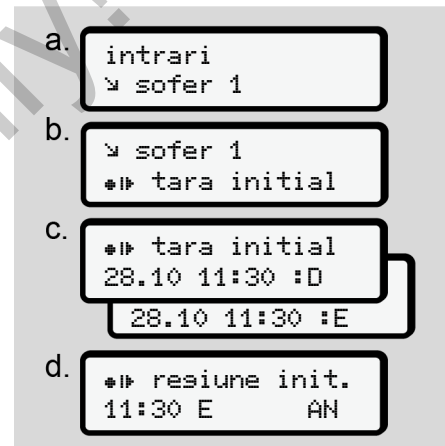 a.
intrari
↘ sofer 1
b.
↘ sofer 1
●I▶ tara initial
c.
●I▶ tara initial
28.10 11:30 :D
28.10 11:30 :E
d.
●I▶ regiune init.
11:30 E AN